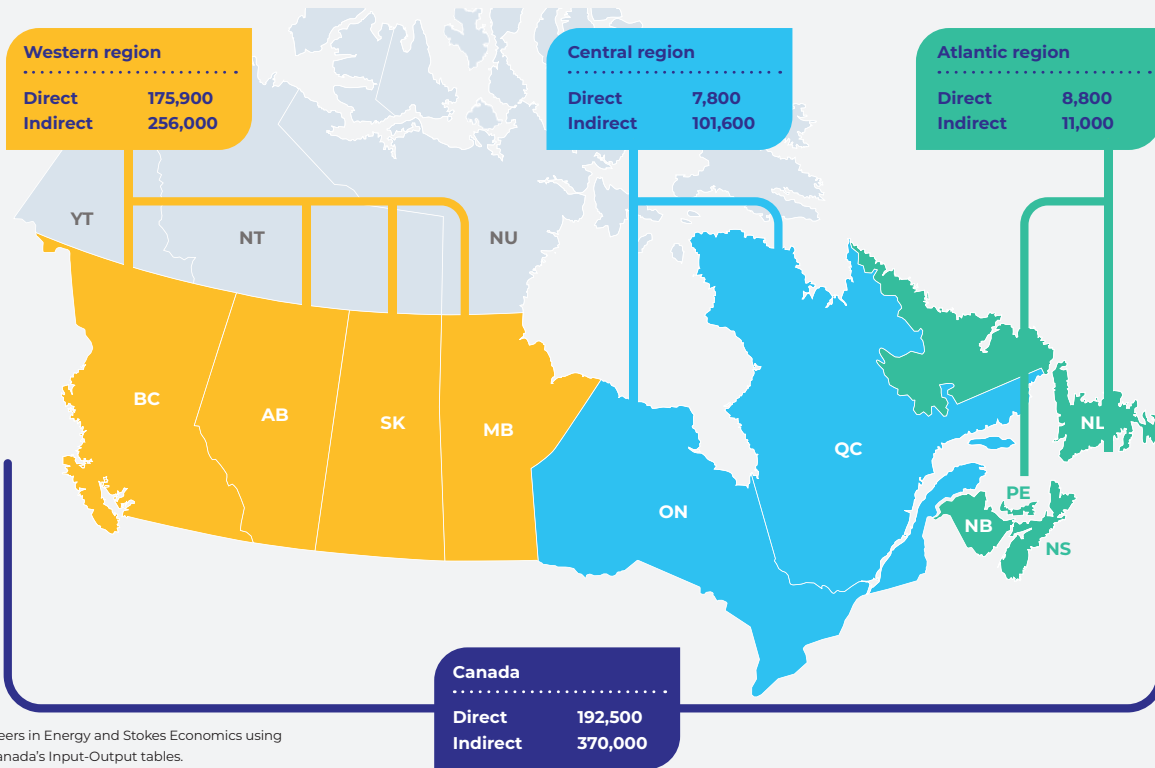 Western region
Direct 175,900
Indirect 256,000
Central region
Direct 7,800
Indirect 101,600
Atlantic region
Direct 8,800
Indirect 11,000
YT
NT
NU
BC
AB
SK
MB
ON
QC
NL
PE
NB
NS
Canada
Direct 192,500
Indirect 370,000
in Energy and Stokes Economics using
Input-Output tables.